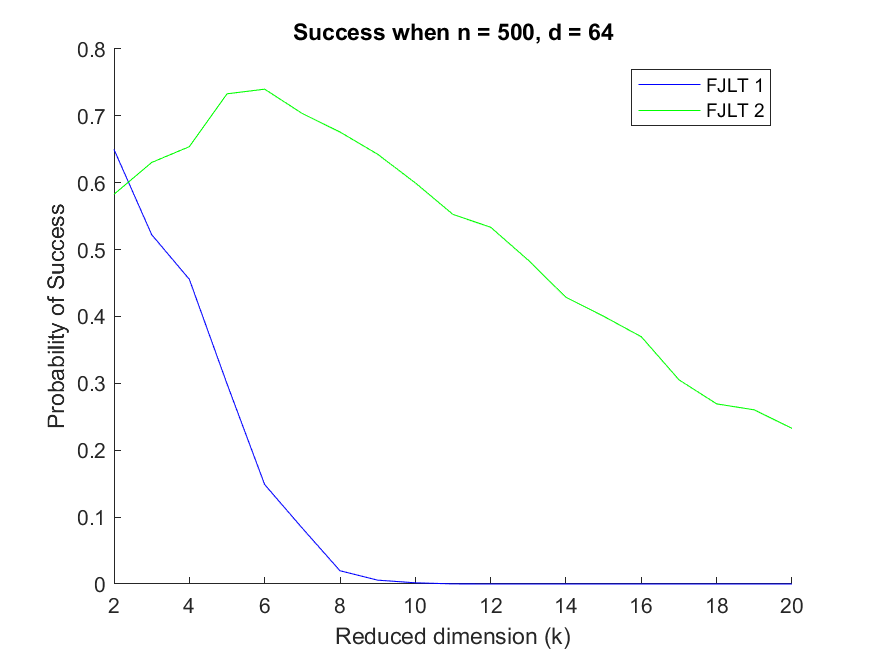 Success when n = 500, d = 64
FJLT 1
FJLT 2
0.8
0.7
0.6
0.5
0.4
0.3
0.2
0.1
0
Probability of Success
2 4 6 8 10 12 14 16 18 20
Reduced dimension (k)